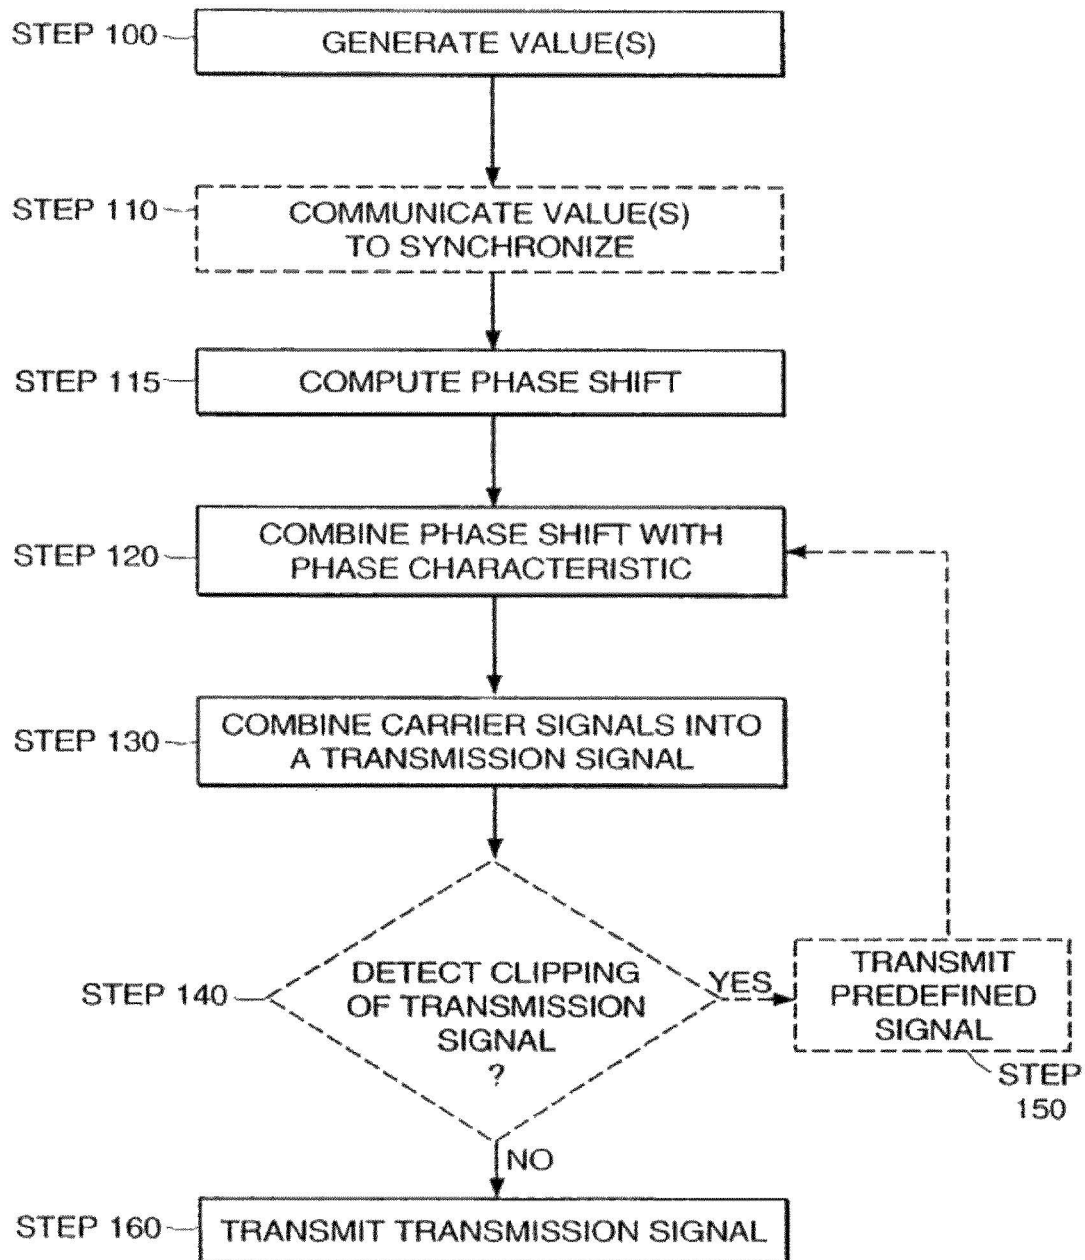 STEP 100
GENERATE VALUE(S)
STEP 110
COMMUNICATE VALUE(S)
TO SYNCHRONIZE
STEP 115
COMPUTE PHASE SHIFT
STEP 120
COMBINE PHASE SHIFT WITH
PHASE CHARACTERISTIC
STEP 130
COMBINE CARRIER SIGNALS INTO
A TRANSMISSION SIGNAL
STEP 140
DETECT CLIPPING
OF TRANSMISSION
SIGNAL
?
YES
TRANSMIT
PREDEFINED
SIGNAL
STEP
150
NO
STEP 160
TRANSMIT TRANSMISSION SIGNAL